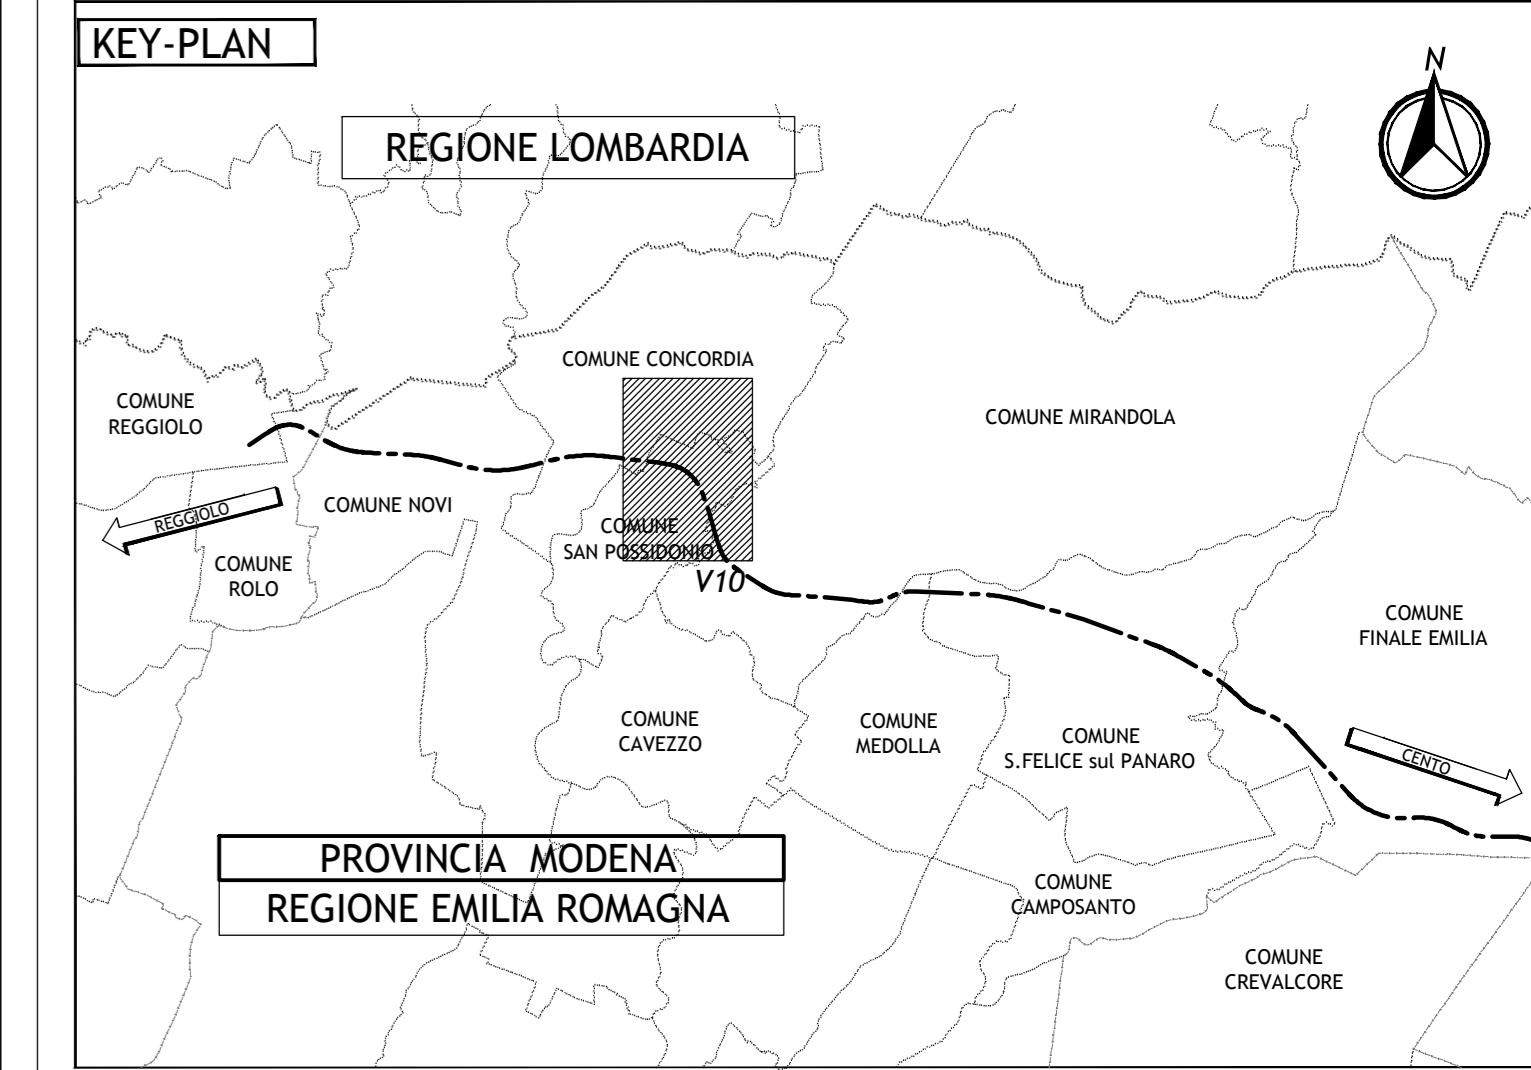 KEY-PLAN
N
REGIONE LOMBARDIA
COMUNE CONCORDIA
COMUNE
REGGIOLO
COMUNE MIRANDOLA
COMUNE NOVI
REGGIOLO
COMUNE
SAN POSSIDONIO
COMUNE
ROLO
V10
COMUNE
FINALE EMILIA
COMUNE
CAVEZZO
COMUNE
MEDOLLA
COMUNE
S.FELICE sul PANARO
CENTO
PROVINCIA MODENA
REGIONE EMILIA ROMAGNA
COMUNE
CAMPOSANTO
COMUNE
CREVALCORE